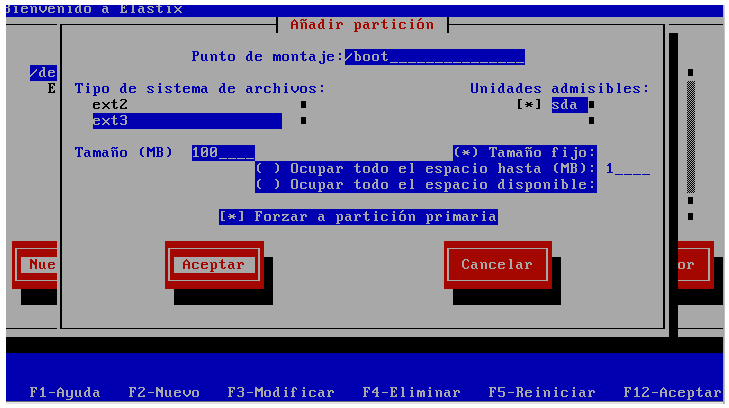 Bienvenido a Elastix
Añadir partición
Punto de montaje:/boot_______________
/de
E
Tipo de sistema de archivos: Unidades admisibles:
ext2 [*] sda
ext3
Tamaño (MB) 100____ (*) Tamaño fijo:
( ) Ocupar todo el espacio hasta (MB): 1____
( ) Ocupar todo el espacio disponible:
[*] Forzar a partición primaria
Nue Aceptar Cancelar or
F1-Ayuda F2-Nuevo F3-Modificar F4-Eliminar F5-Reiniciar F12-Aceptar